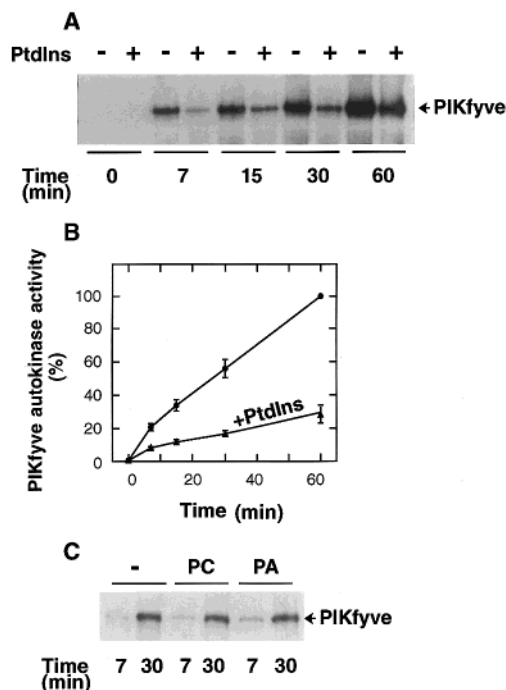 A
PtdIns - + - + - + - + - +
PIKfyve
Time (min) 0 7 15 30 60
B
PIKfyve autokinase activity (%)
100
80
60
40
20
0
+PtdIns
0 20 40 60
Time (min)
C
- PC PA
PIKfyve
Time (min) 7 30 7 30 7 30